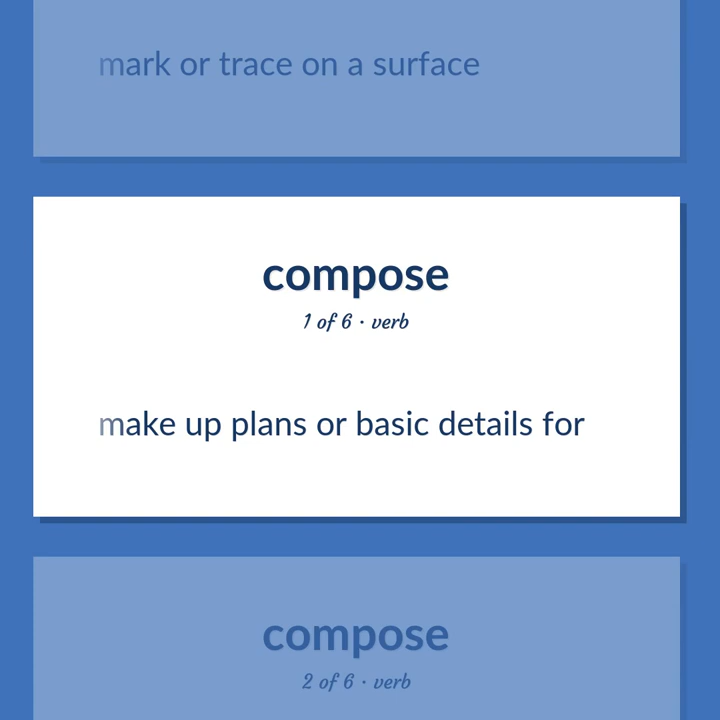 mark or trace on a surface
compose
1 of 6 · verb
make up plans or basic details for
compose
2 of 6 · verb